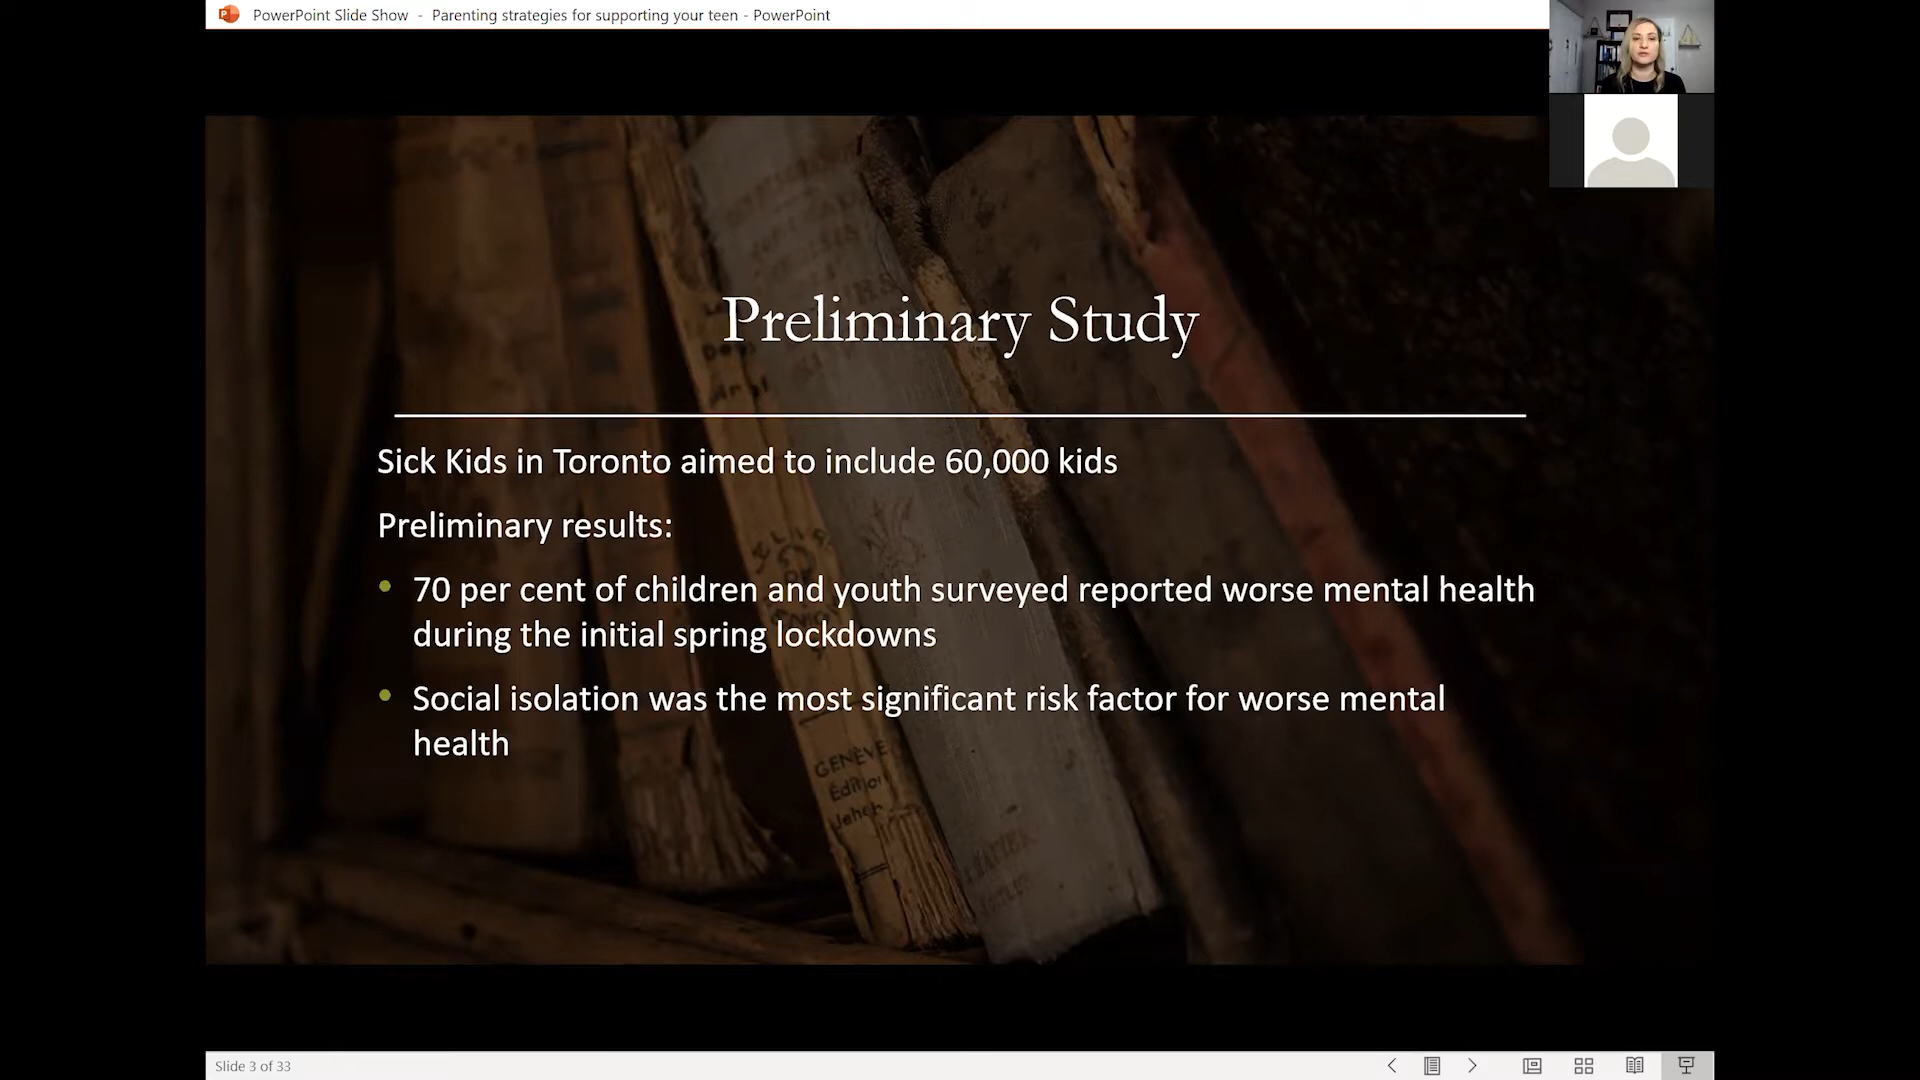 PowerPoint Slide Show - Parenting strategies for supporting your teen - PowerPoint
Preliminary Study
Sick Kids in Toronto aimed to include 60,000 kids
Preliminary results:
• 70 per cent of children and youth surveyed reported worse mental health
during the initial spring lockdowns
• Social isolation was the most significant risk factor for worse mental
health
GENÈVE
Slide 3 of 33